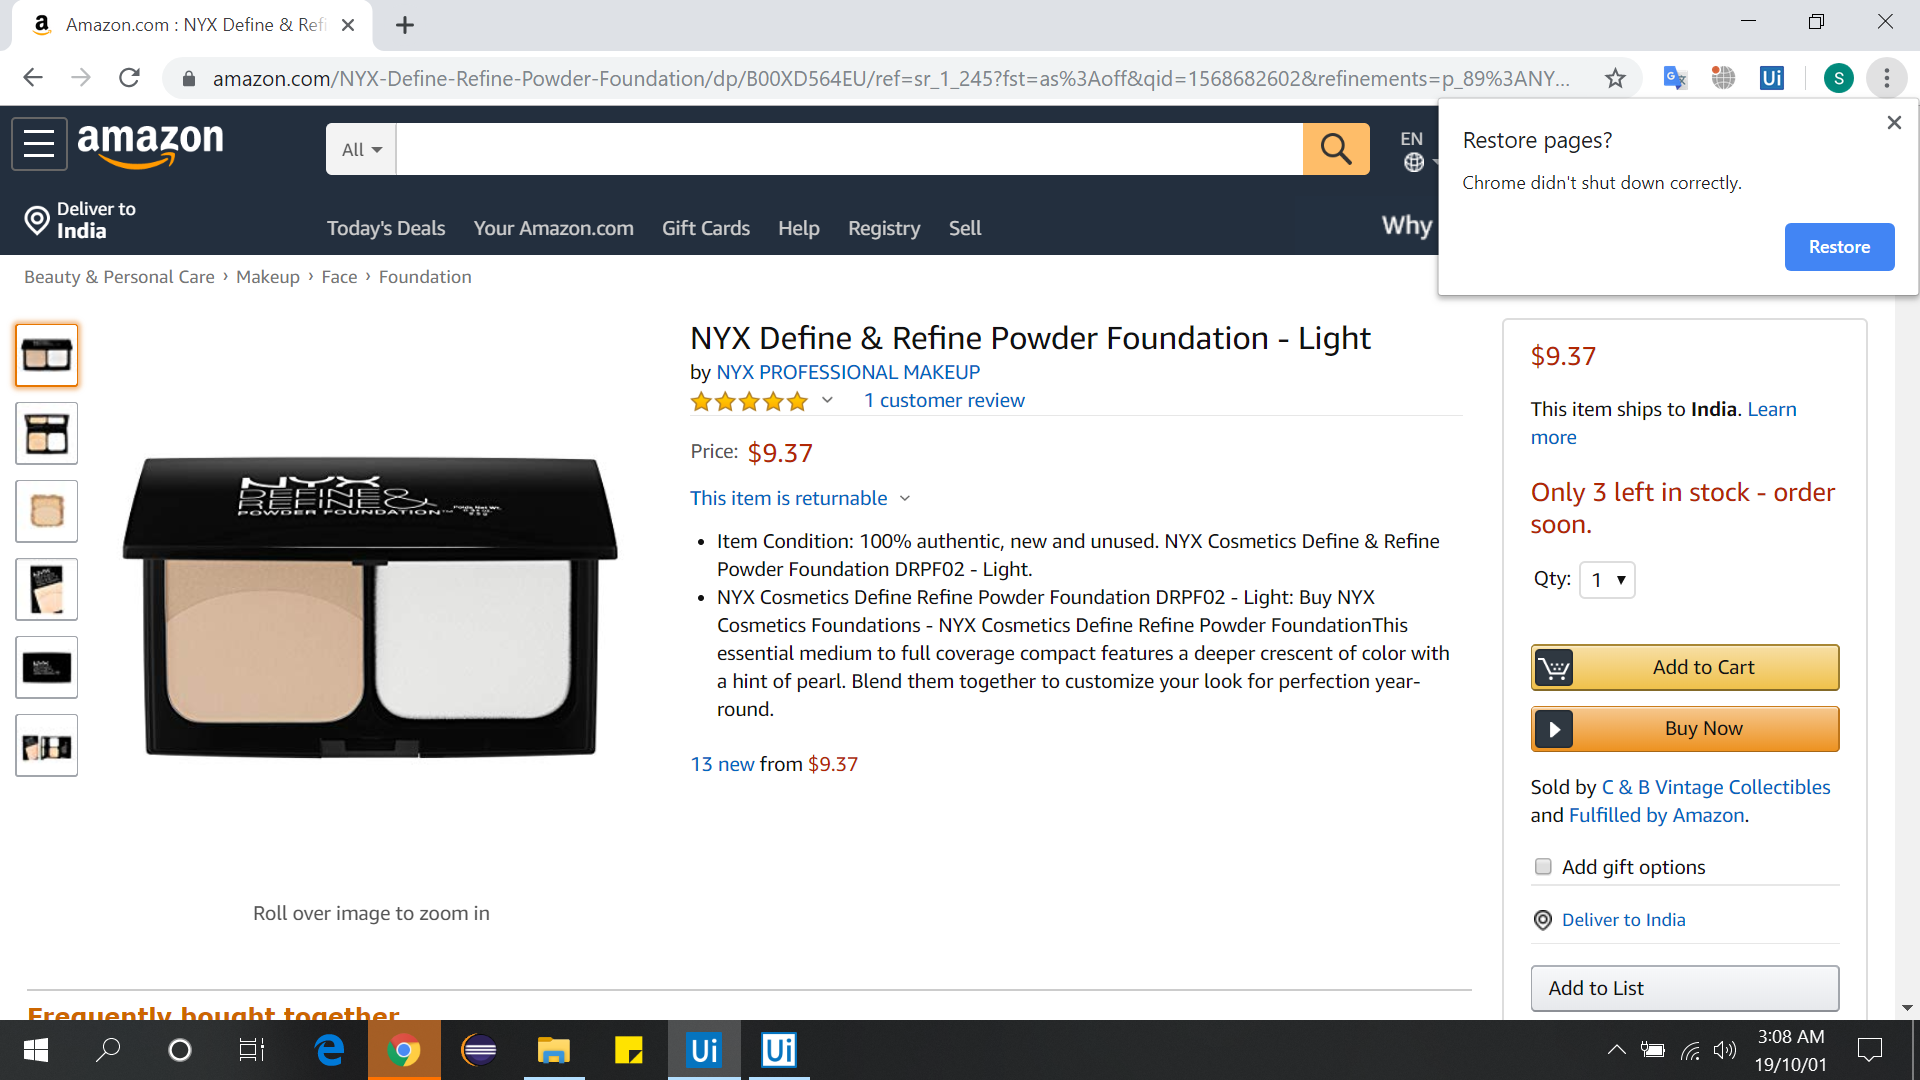 Amazon.com : NYX Define & Refi
amazon.com/NYX-Define-Refine-Powder-Foundation/dp/B00XD564EU/ref=sr_1_245?fst=as%3Aoff&qid=1568682602&refinements=p_89%3ANY...
Ui
S
Restore pages?
Chrome didn't shut down correctly.
Restore
amazon
All
EN
Deliver to
India
Today's Deals
Your Amazon.com
Gift Cards
Help
Registry
Sell
Why
Beauty & Personal Care › Makeup › Face › Foundation
NYX Define & Refine Powder Foundation - Light
by NYX PROFESSIONAL MAKEUP
1 customer review
Price: $9.37
This item is returnable
• Item Condition: 100% authentic, new and unused. NYX Cosmetics Define & Refine
Powder Foundation DRPF02 - Light.
• NYX Cosmetics Define Refine Powder Foundation DRPF02 - Light: Buy NYX
Cosmetics Foundations - NYX Cosmetics Define Refine Powder FoundationThis
essential medium to full coverage compact features a deeper crescent of color with
a hint of pearl. Blend them together to customize your look for perfection year-
round.
13 new from $9.37
NYX
DEFINE &
REFINE
POWDER FOUNDATION™
Roll over image to zoom in
$9.37
This item ships to India. Learn
more
Only 3 left in stock - order
soon.
Qty: 1
Add to Cart
Buy Now
Sold by C & B Vintage Collectibles
and Fulfilled by Amazon.
Add gift options
Deliver to India
Add to List
Frequently bought together
Ui
Ui
3:08 AM
19/10/01